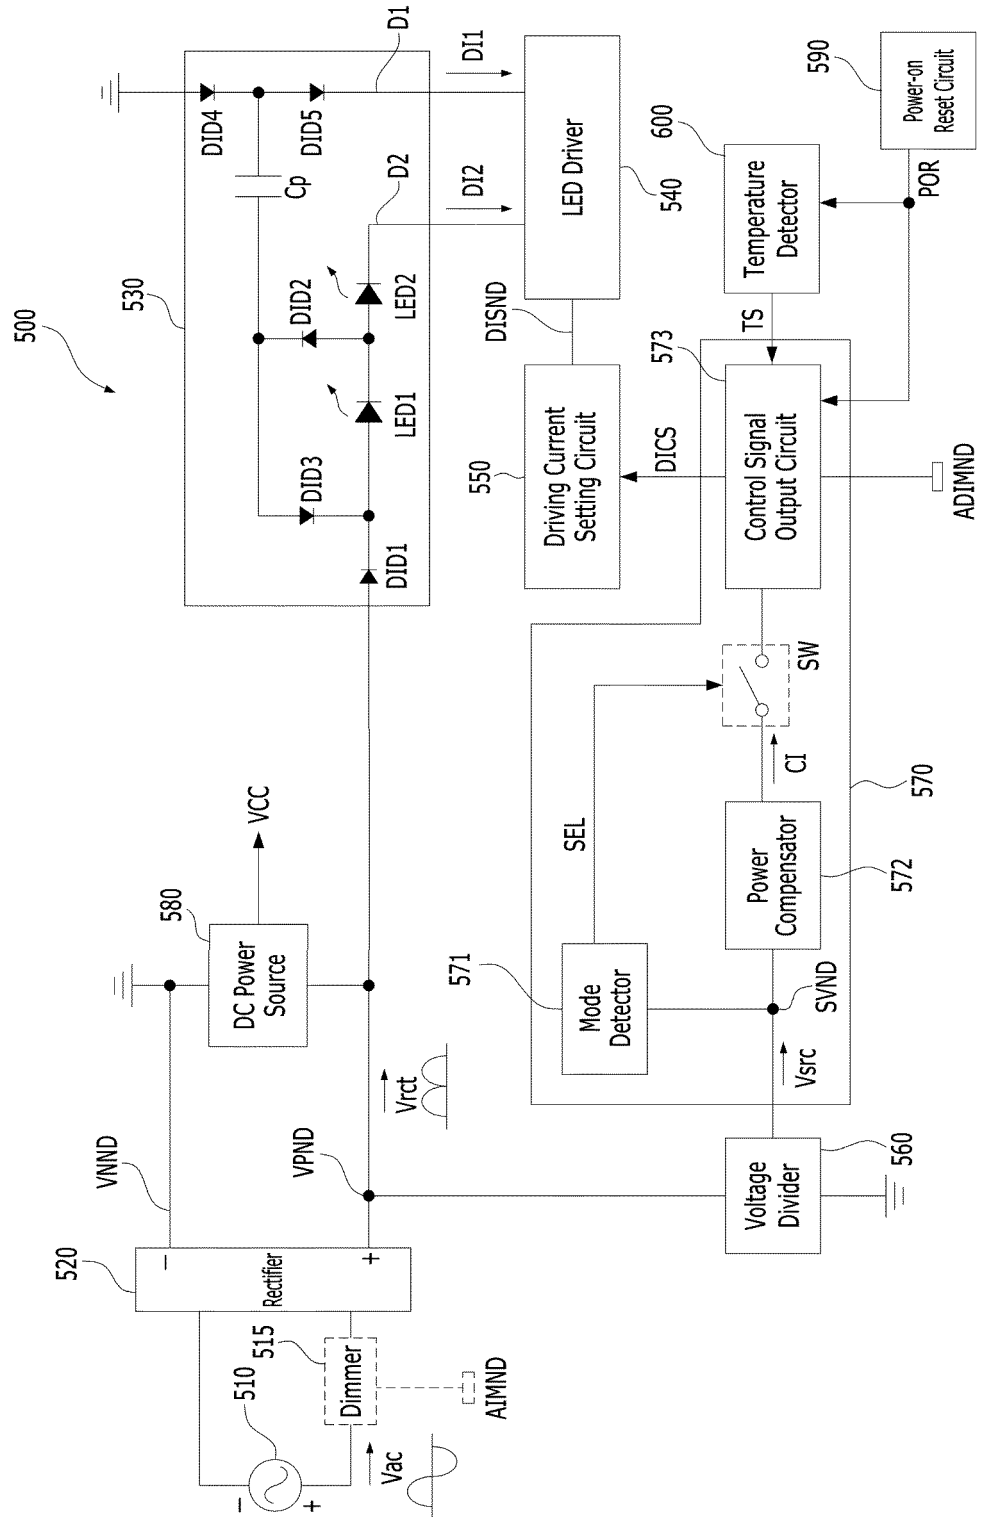 500
530
DID4
DID5
D1
DI1
Cp
D2
DI2
LED Driver
540
DID3
DID2
DID1
LED1
LED2
DISND
550
Driving Current
Setting Circuit
DICS
573
Control Signal
Output Circuit
ADIMND
TS
600
Temperature
Detector
590
Power-on
Reset Circuit
POR
VCC
580
DC Power
Source
VNND
VPND
Vrct
520
Rectifier
−
+
510
−
+
515
Dimmer
AIMND
Vac
560
Voltage
Divider
Vsrc
SVND
571
Mode
Detector
SEL
572
Power
Compensator
CI
SW
570